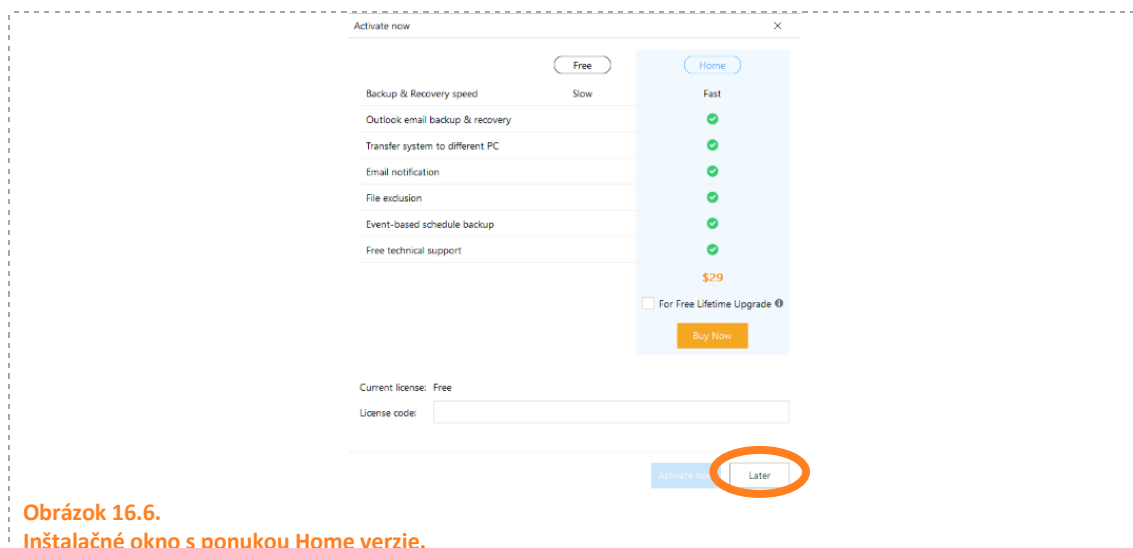 Activate now
Free Home
Backup & Recovery speed Slow Fast
Outlook email backup & recovery
Transfer system to different PC
Email notification
File exclusion
Event-based schedule backup
Free technical support
$29
For Free Lifetime Upgrade
Buy Now
Current license: Free
License code:
Activate now Later
Obrázok 16.6.
Inštalačné okno s ponukou Home verzie.